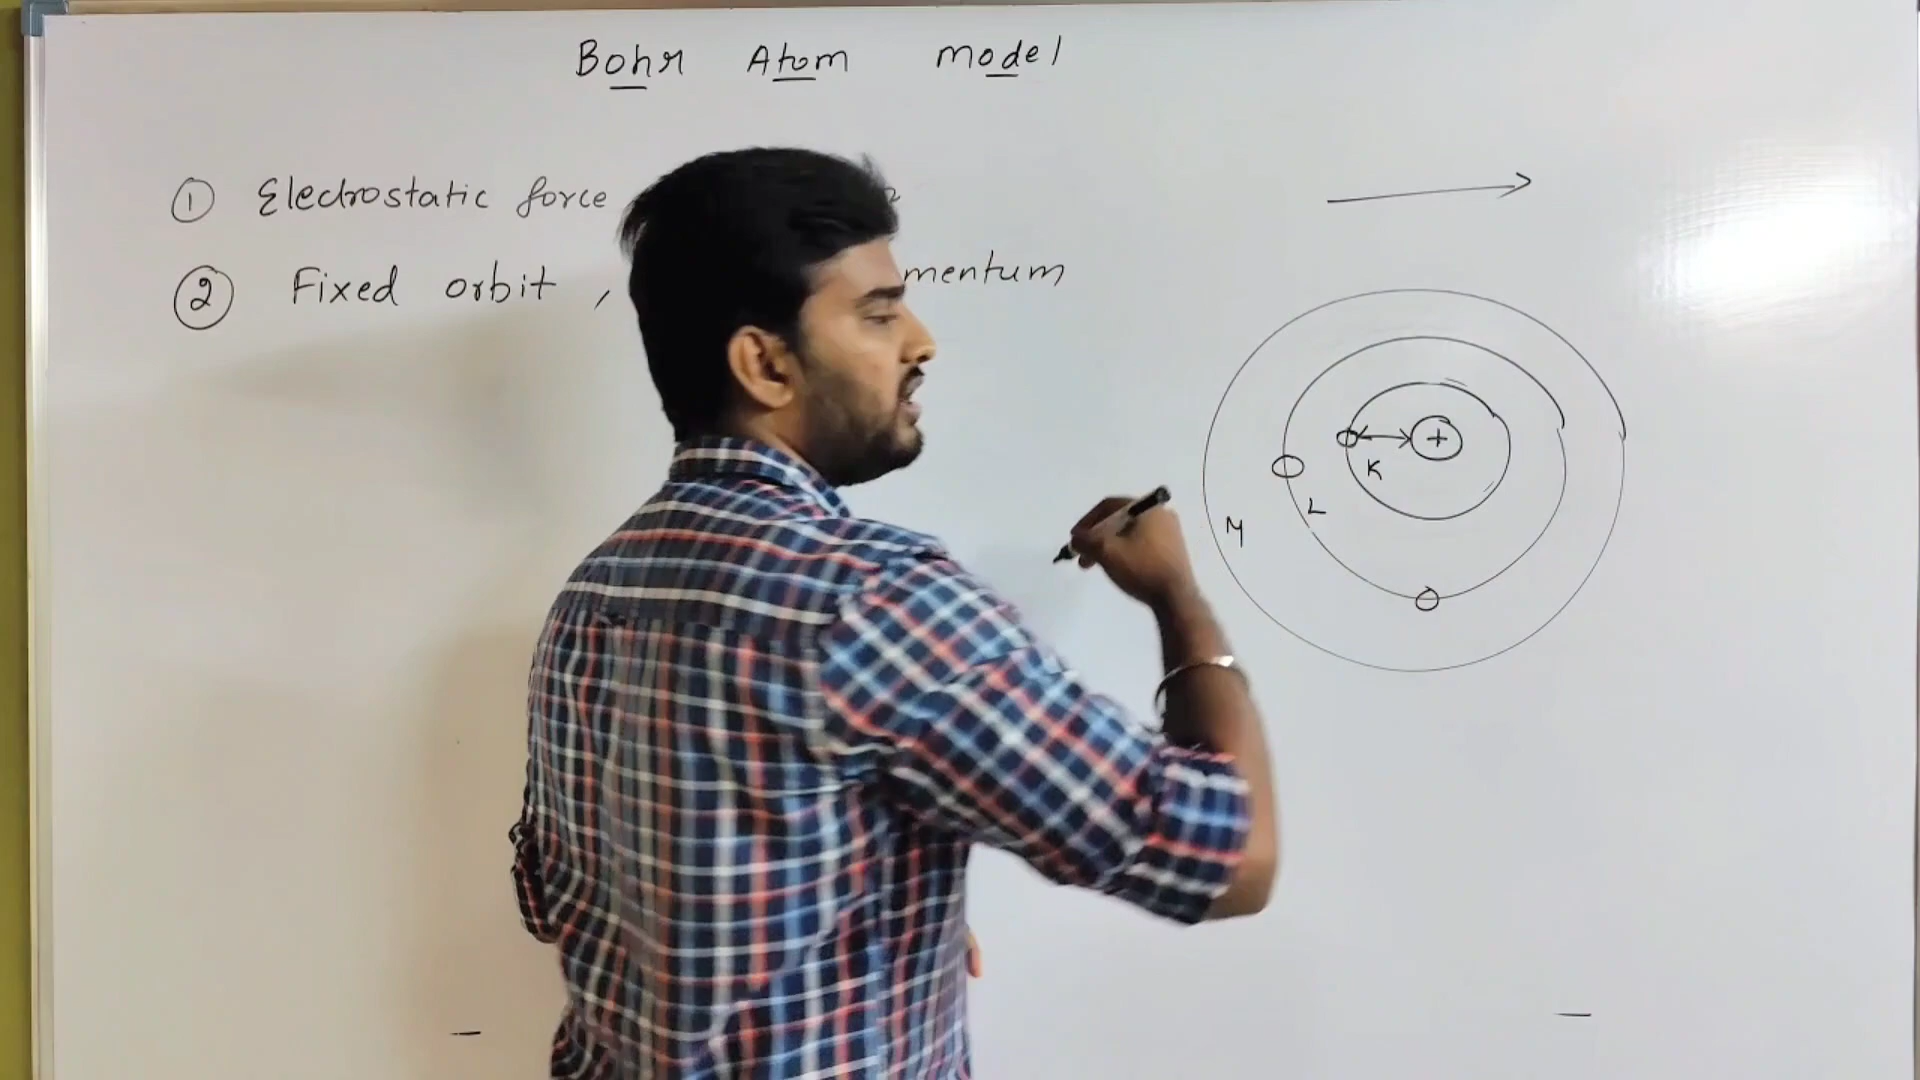 Bohr Atom model
① Electrostatic force
② Fixed orbit , mentum
+
K
L
M